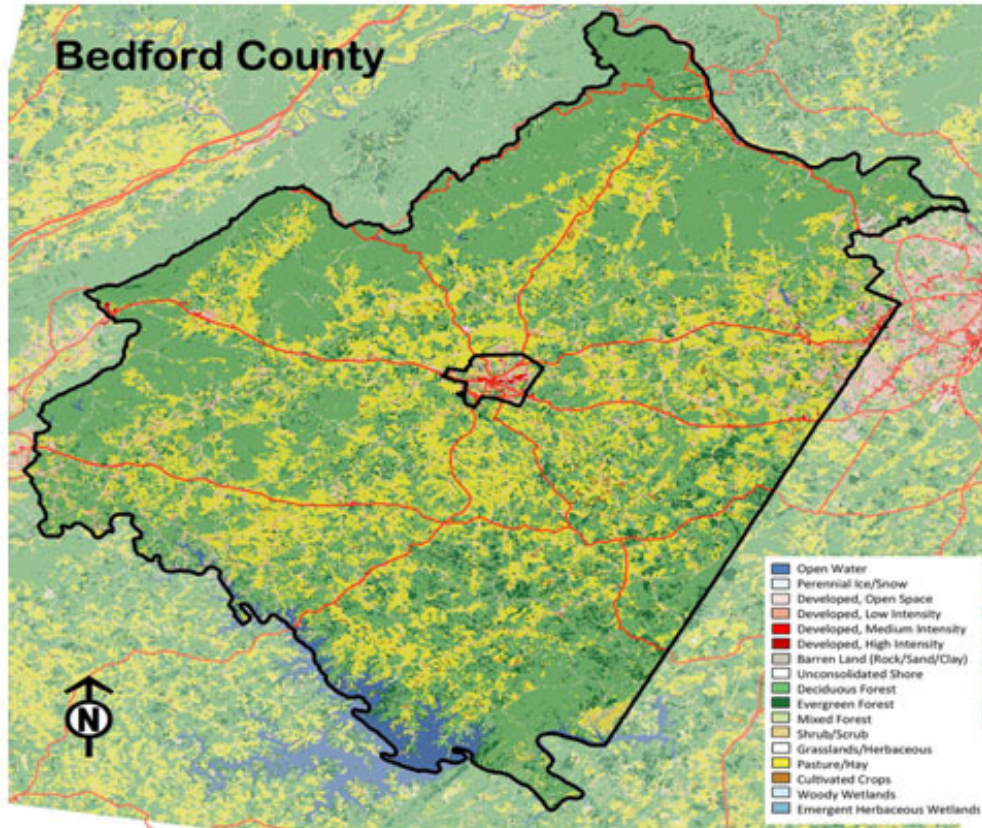 Bedford County
N
Open Water
Perennial Ice/Snow
Developed, Open Space
Developed, Low Intensity
Developed, Medium Intensity
Developed, High Intensity
Barren Land (Rock/Sand/Clay)
Unconsolidated Shore
Deciduous Forest
Evergreen Forest
Mixed Forest
Shrub/Scrub
Grasslands/Herbaceous
Pasture/Hay
Cultivated Crops
Woody Wetlands
Emergent Herbaceous Wetlands